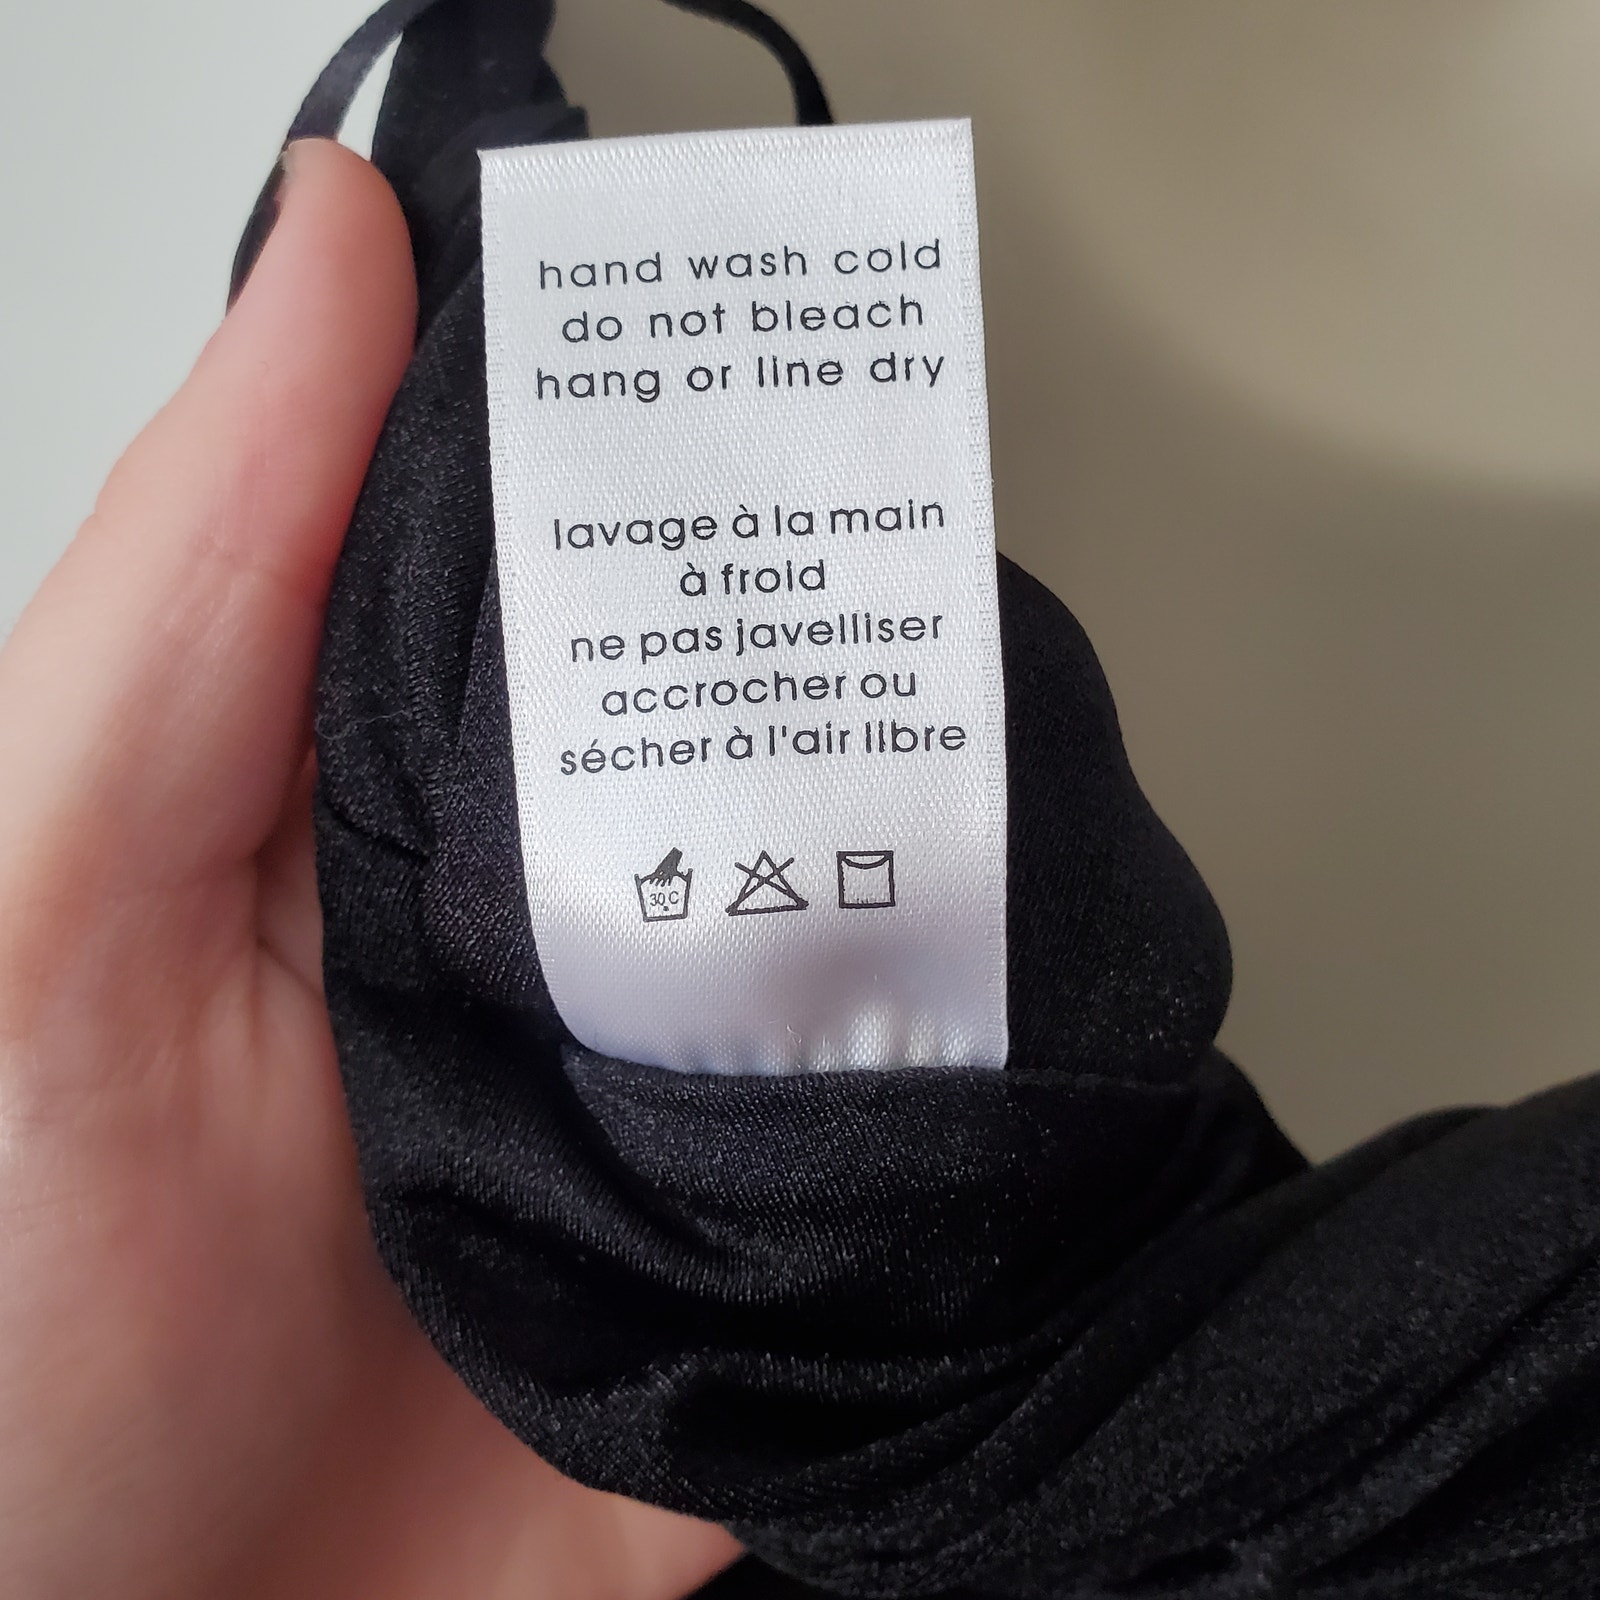 hand wash cold
do not bleach
hang or line dry
lavage à la main
à froid
ne pas javelliser
accrocher ou
sécher à l'air libre
30 C